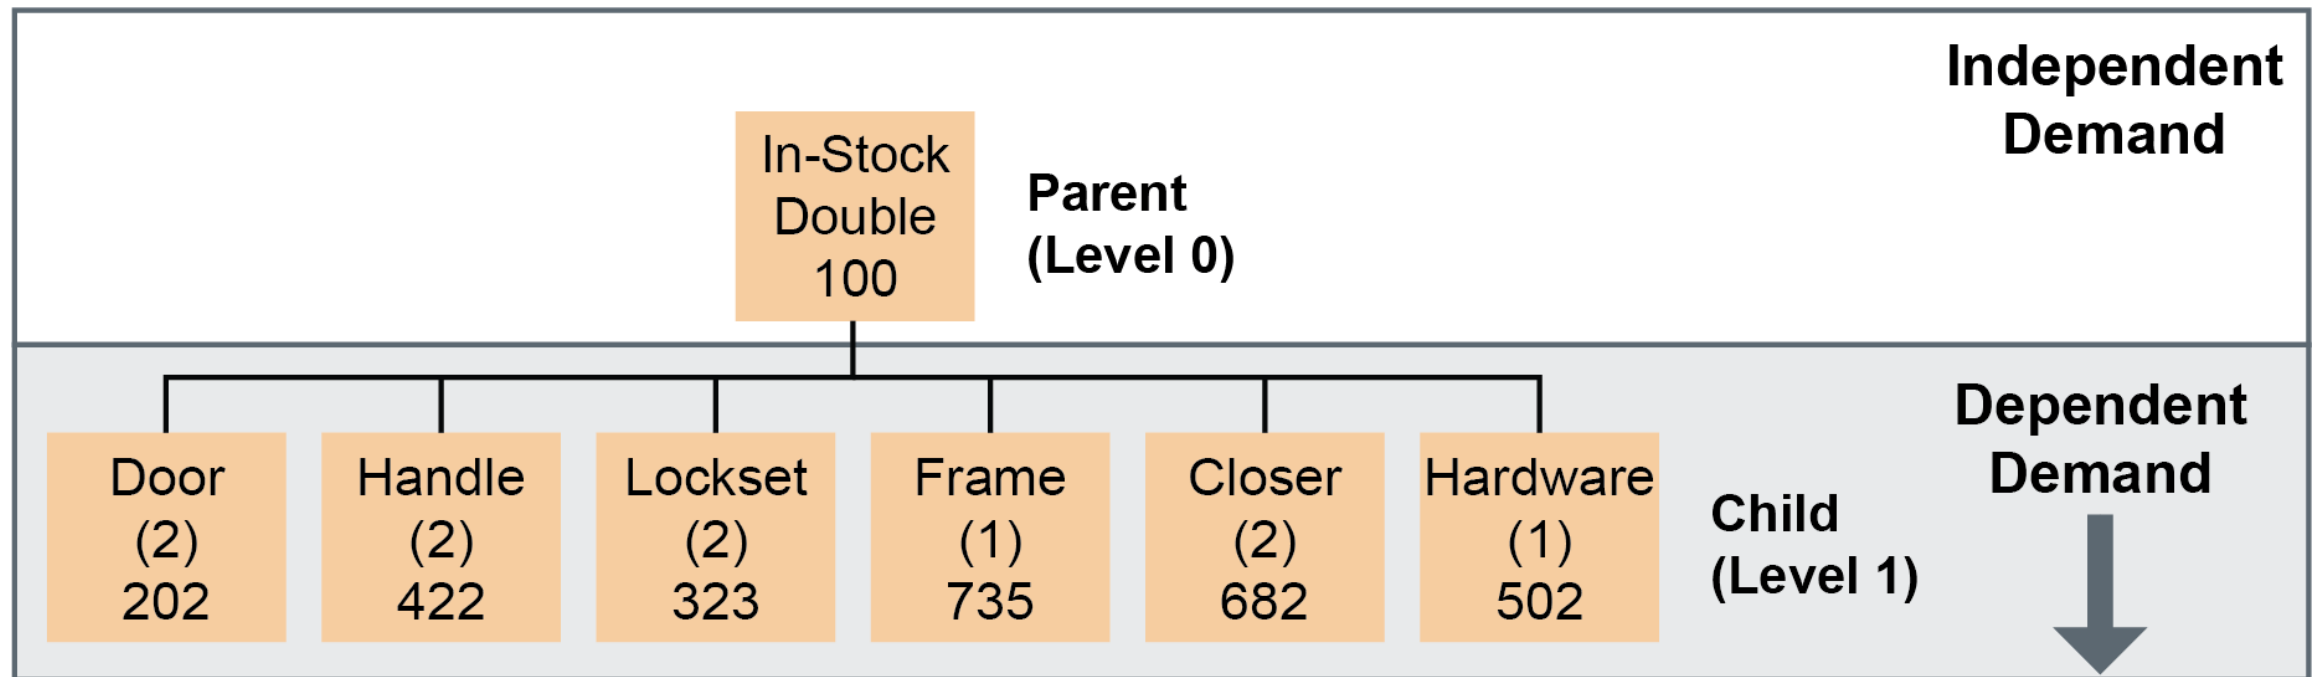 Independent
Demand
In-Stock
Double
100
Parent
(Level 0)
Dependent
Demand
Door
(2)
202
Handle
(2)
422
Lockset
(2)
323
Frame
(1)
735
Closer
(2)
682
Hardware
(1)
502
Child
(Level 1)